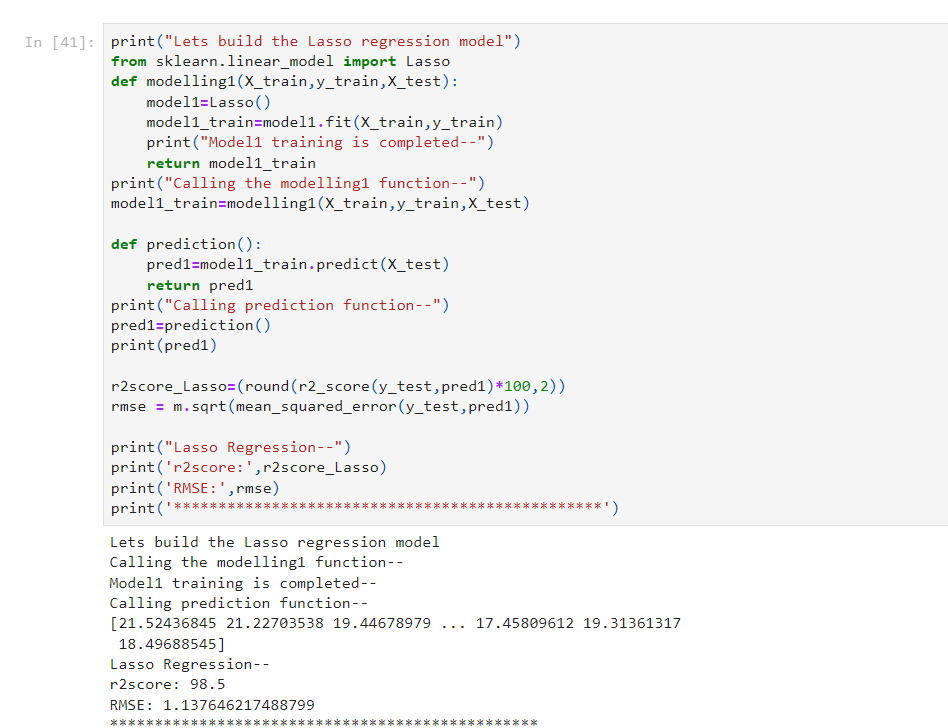 In [41]:
print("Lets build the Lasso regression model")
from sklearn.linear_model import Lasso
def modelling1(X_train,y_train,X_test):
    model1=Lasso()
    model1_train=model1.fit(X_train,y_train)
    print("Model1 training is completed--")
    return model1_train
print("Calling the modelling1 function--")
model1_train=modelling1(X_train,y_train,X_test)

def prediction():
    pred1=model1_train.predict(X_test)
    return pred1
print("Calling prediction function--")
pred1=prediction()
print(pred1)

r2score_Lasso=(round(r2_score(y_test,pred1)*100,2))
rmse = m.sqrt(mean_squared_error(y_test,pred1))

print("Lasso Regression--")
print('r2score:',r2score_Lasso)
print('RMSE:',rmse)
print('************************************************')
Lets build the Lasso regression model
Calling the modelling1 function--
Model1 training is completed--
Calling prediction function--
[21.52436845 21.22703538 19.44678979 ... 17.45809612 19.31361317
 18.49688545]
Lasso Regression--
r2score: 98.5
RMSE: 1.137646217488799
************************************************